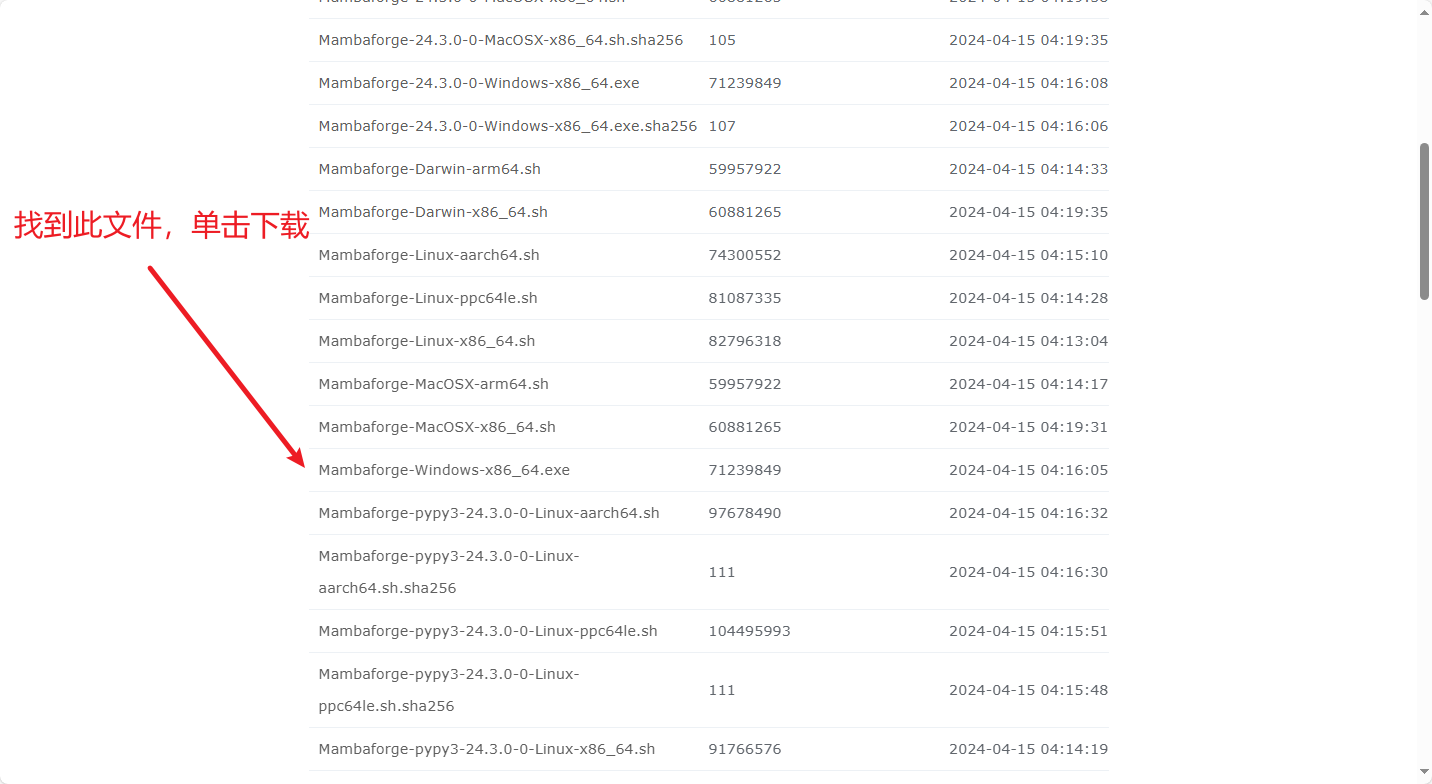 Mambaforge-24.3.0-0-MacOSX-x86_64.sh.sha256 105 2024-04-15 04:19:35
Mambaforge-24.3.0-0-Windows-x86_64.exe 71239849 2024-04-15 04:16:08
Mambaforge-24.3.0-0-Windows-x86_64.exe.sha256 107 2024-04-15 04:16:06
Mambaforge-Darwin-arm64.sh 59957922 2024-04-15 04:14:33
Mambaforge-Darwin-x86_64.sh 60881265 2024-04-15 04:19:35
找到此文件，单击下载
Mambaforge-Linux-aarch64.sh 74300552 2024-04-15 04:15:10
Mambaforge-Linux-ppc64le.sh 81087335 2024-04-15 04:14:28
Mambaforge-Linux-x86_64.sh 82796318 2024-04-15 04:13:04
Mambaforge-MacOSX-arm64.sh 59957922 2024-04-15 04:14:17
Mambaforge-MacOSX-x86_64.sh 60881265 2024-04-15 04:19:31
Mambaforge-Windows-x86_64.exe 71239849 2024-04-15 04:16:05
Mambaforge-pypy3-24.3.0-0-Linux-aarch64.sh 97678490 2024-04-15 04:16:32
Mambaforge-pypy3-24.3.0-0-Linux-
aarch64.sh.sha256 111 2024-04-15 04:16:30
Mambaforge-pypy3-24.3.0-0-Linux-ppc64le.sh 104495993 2024-04-15 04:15:51
Mambaforge-pypy3-24.3.0-0-Linux-
ppc64le.sh.sha256 111 2024-04-15 04:15:48
Mambaforge-pypy3-24.3.0-0-Linux-x86_64.sh 91766576 2024-04-15 04:14:19